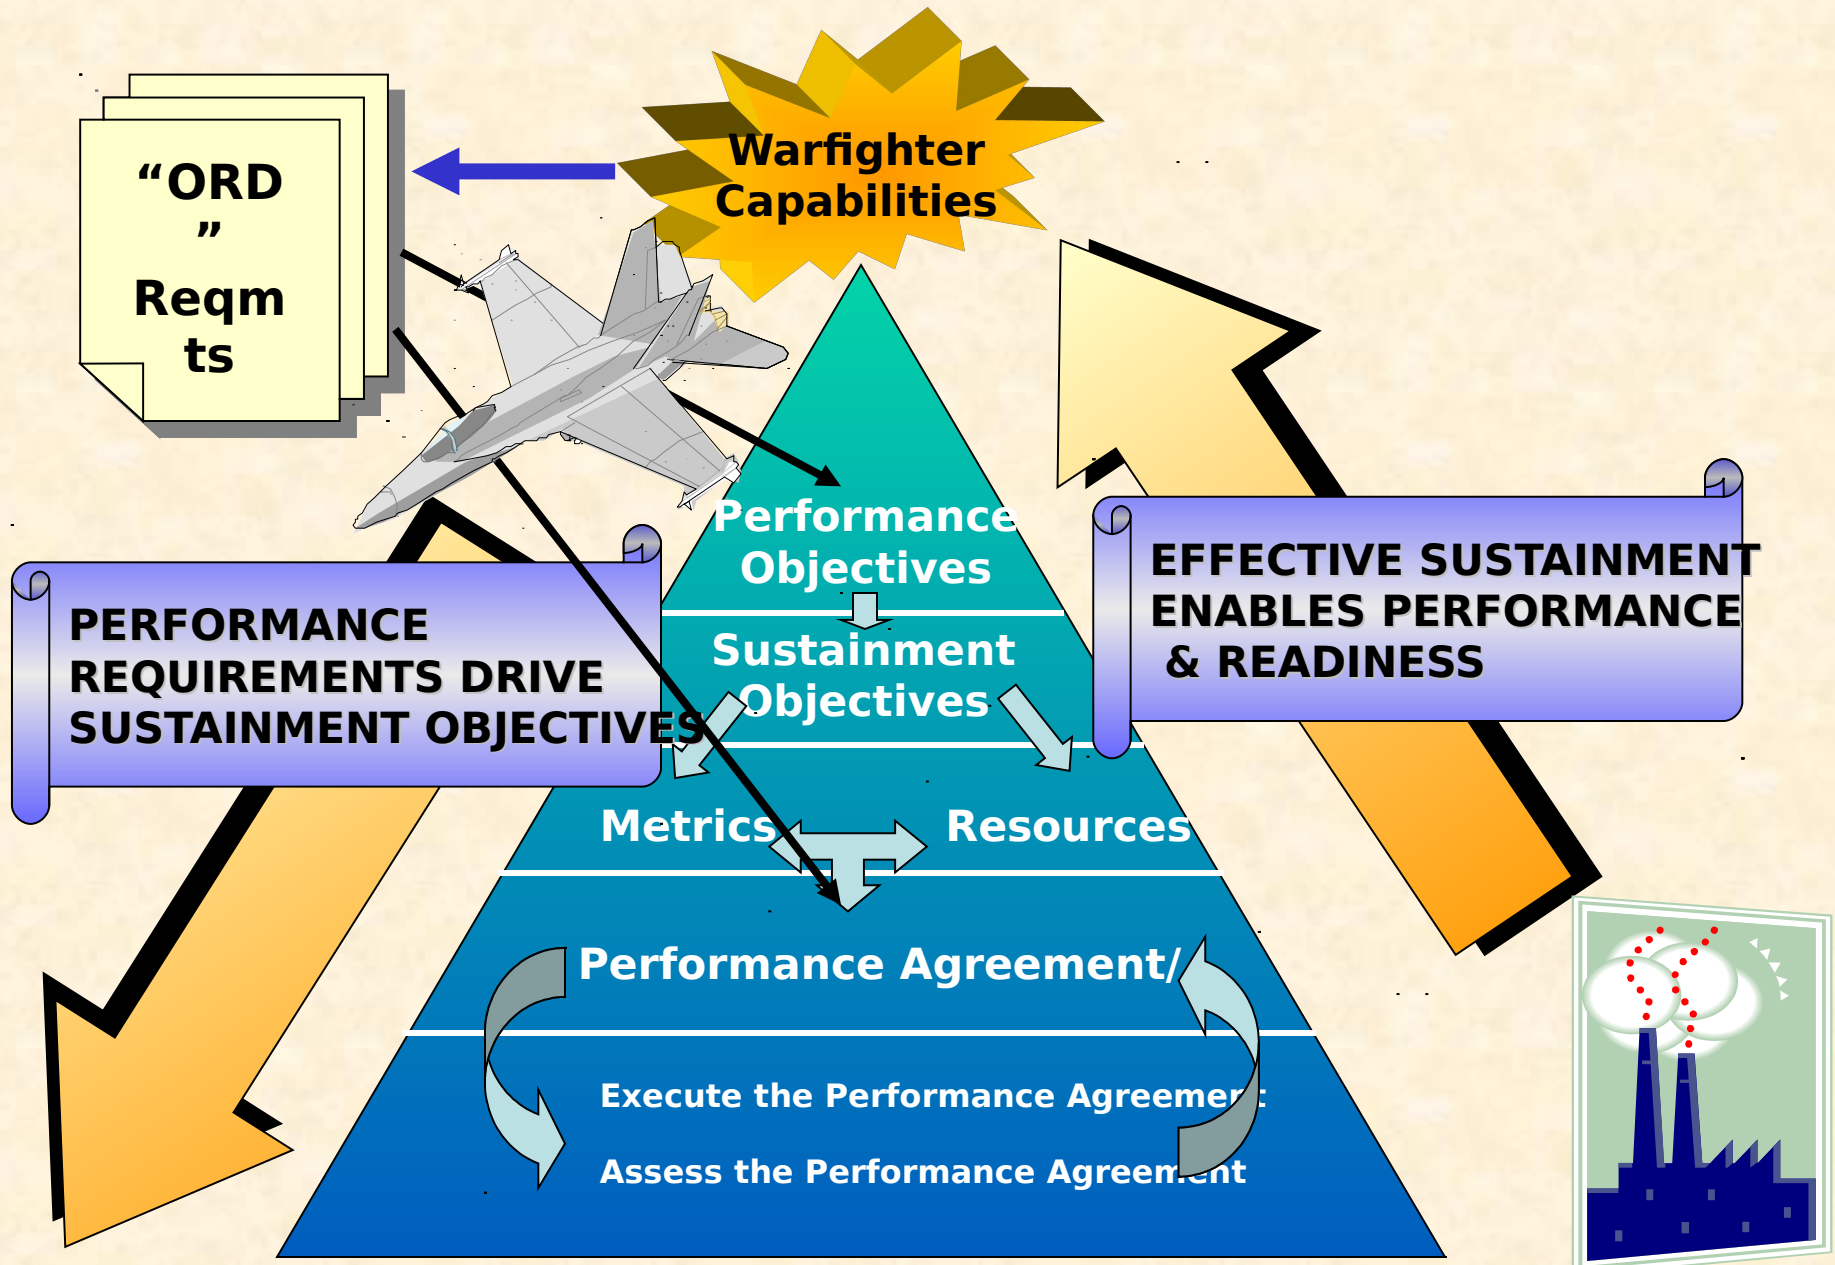 Warfighter
Capabilities
“ORD
”
Reqm
ts
Performance
Objectives
EFFECTIVE SUSTAINMENT
ENABLES PERFORMANCE
& READINESS
PERFORMANCE
REQUIREMENTS DRIVE
SUSTAINMENT OBJECTIVES
Sustainment
Objectives
Metrics
Resources
Performance Agreement/
Execute the Performance Agreement
Assess the Performance Agreement